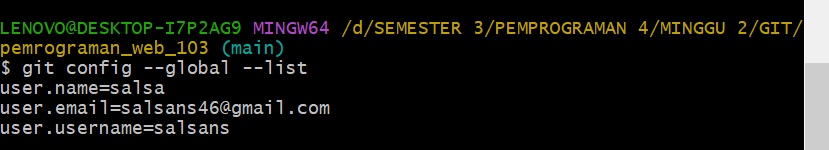 LENOVO@DESKTOP-I7P2AG9 MINGW64 /d/SEMESTER 3/PEMPROGRAMAN 4/MINGGU 2/GIT/
pemrograman_web_103 (main)
$ git config --global --list
user.name=salsa
user.email=salsans46@gmail.com
user.username=salsans